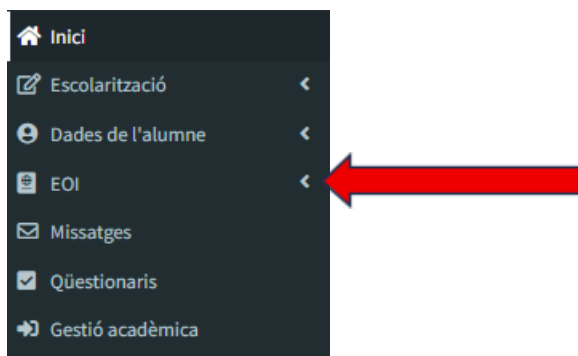 Inici
Escolarització
Dades de l'alumne
EOI
Missatges
Qüestionaris
Gestió acadèmica